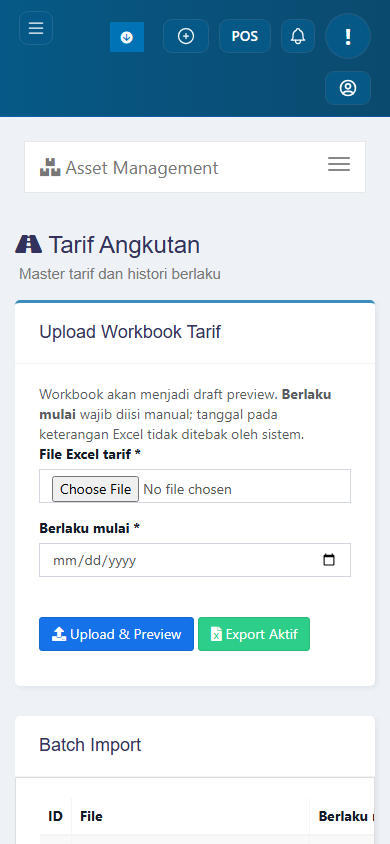 POS
Asset Management
Tarif Angkutan
Master tarif dan histori berlaku
Upload Workbook Tarif
Workbook akan menjadi draft preview. Berlaku
mulai wajib diisi manual; tanggal pada
keterangan Excel tidak ditebak oleh sistem.
File Excel tarif *
Choose File No file chosen
Berlaku mulai *
mm/dd/yyyy
Upload & Preview Export Aktif
Batch Import
ID File Berlaku